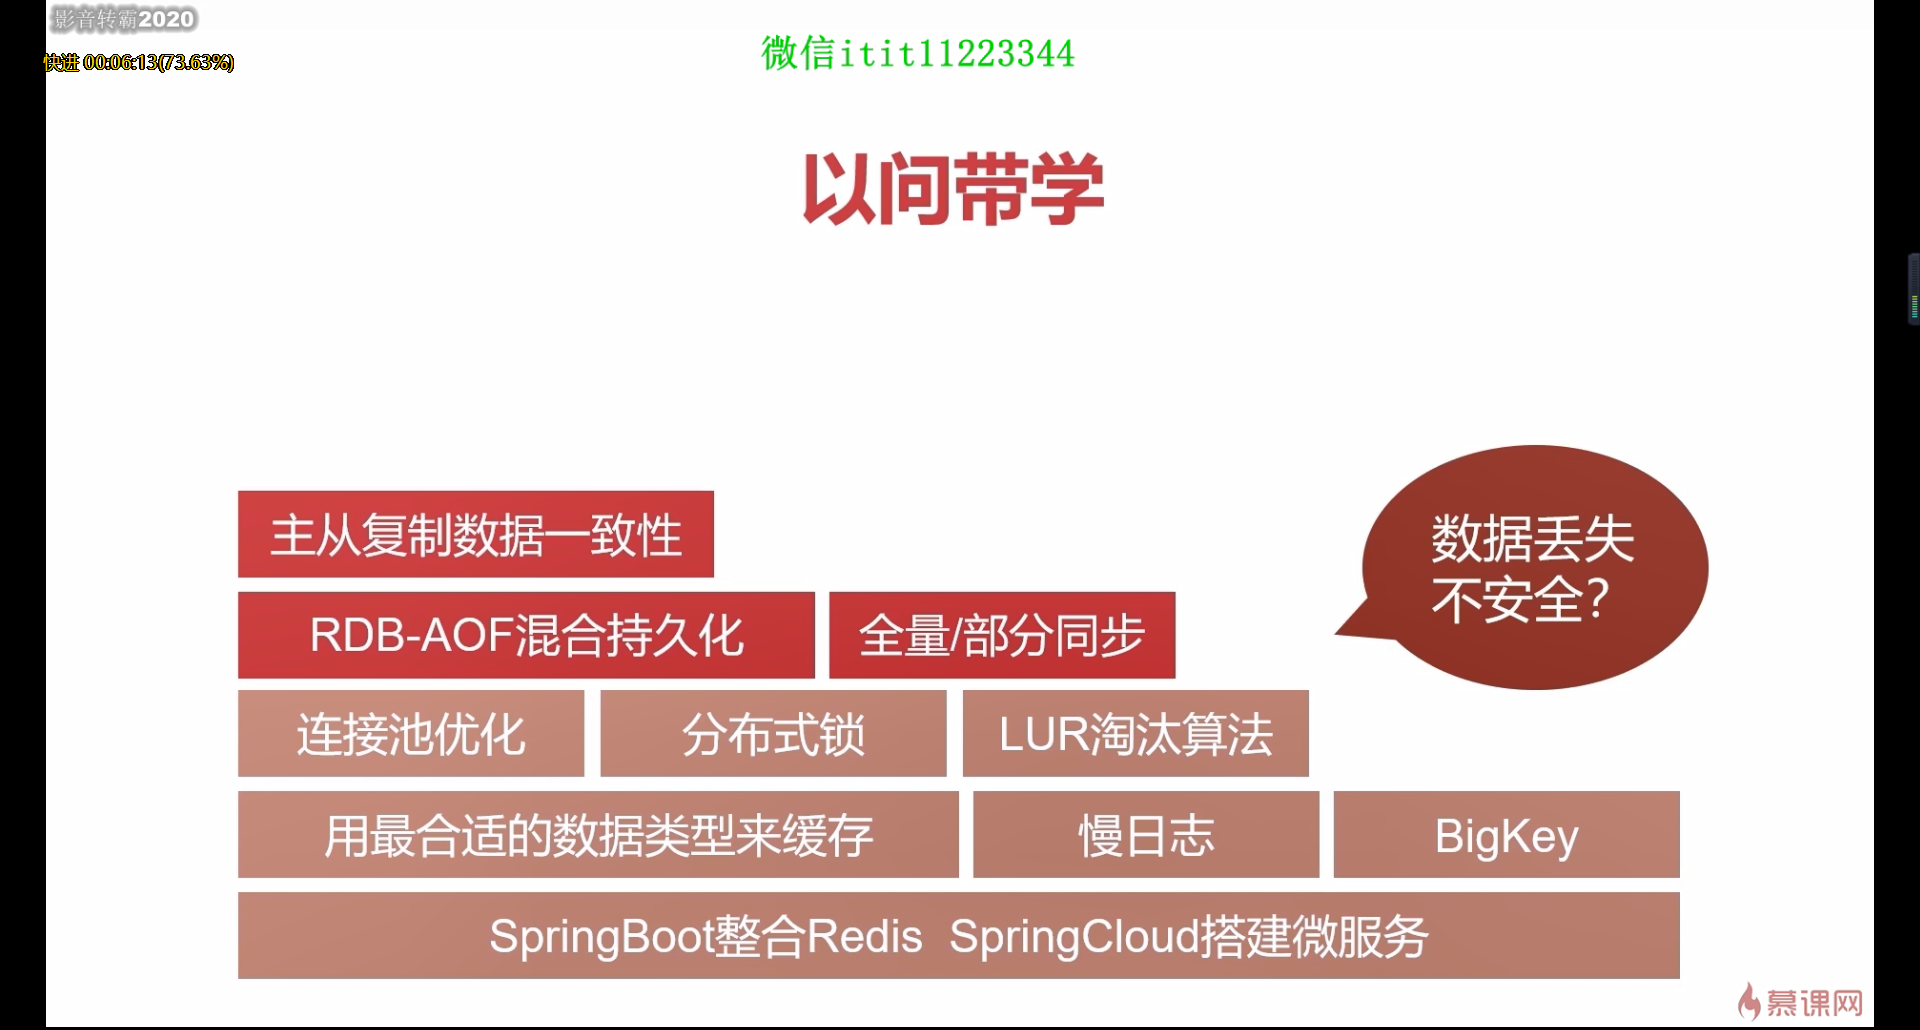 影音转霸2020
快进 00:06:13(73.63%)
微信itit11223344
以问带学
数据丢失
不安全?
主从复制数据一致性
RDB-AOF混合持久化
全量/部分同步
连接池优化
分布式锁
LUR淘汰算法
用最合适的数据类型来缓存
慢日志
BigKey
SpringBoot整合Redis SpringCloud搭建微服务
慕课网